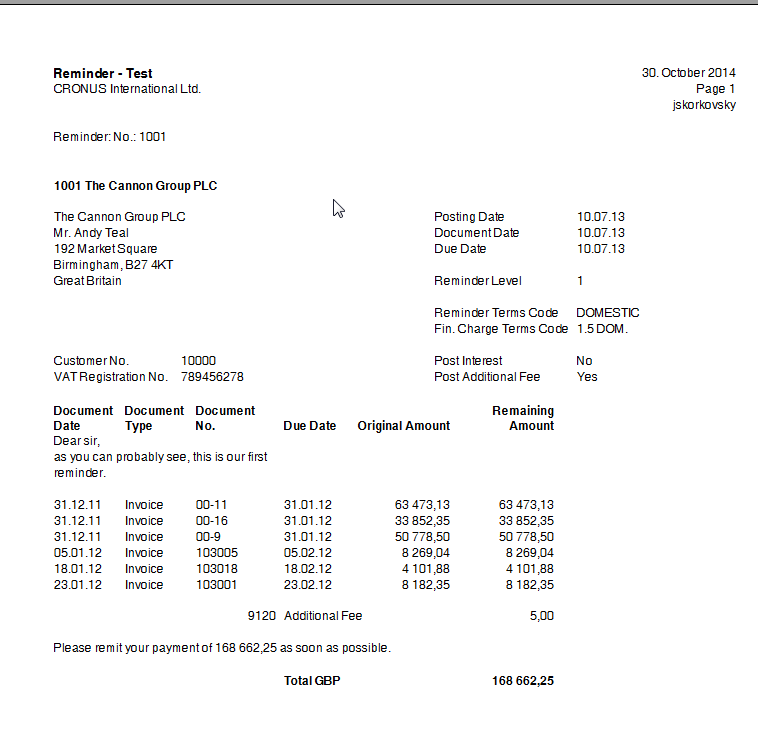 Reminder - Test 30. October 2014
CRONUS International Ltd. Page 1
jskorkovsky
Reminder: No.: 1001
1001 The Cannon Group PLC
The Cannon Group PLC Posting Date 10.07.13
Mr. Andy Teal Document Date 10.07.13
192 Market Square Due Date 10.07.13
Birmingham, B27 4KT
Great Britain Reminder Level 1
Reminder Terms Code DOMESTIC
Fin. Charge Terms Code 1.5 DOM.
Customer No. 10000 Post Interest No
VAT Registration No. 789456278 Post Additional Fee Yes
Document Document Document Remaining
Date Type No. Due Date Original Amount Amount
Dear sir,
as you can probably see, this is our first
reminder.
31.12.11 Invoice 00-11 31.01.12 63 473,13 63 473,13
31.12.11 Invoice 00-16 31.01.12 33 852,35 33 852,35
31.12.11 Invoice 00-9 31.01.12 50 778,50 50 778,50
05.01.12 Invoice 103005 05.02.12 8 269,04 8 269,04
18.01.12 Invoice 103018 18.02.12 4 101,88 4 101,88
23.01.12 Invoice 103001 23.02.12 8 182,35 8 182,35
9120 Additional Fee 5,00
Please remit your payment of 168 662,25 as soon as possible.
Total GBP 168 662,25